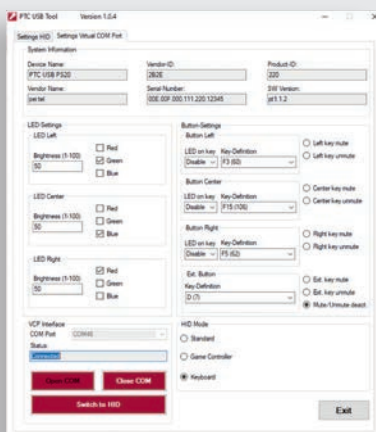 PTC USB Tool Version 1.0.4
Settings HID Settings Virtual COM Port
System Information
Device Name: Vendor-ID: Product-ID:
PTC USB PS20 2B2E 220
Vendor Name: Serial Number: SW Version:
pei tel 00E.00F.000.111.220.12345 pt1.1.2
LED-Settings
LED Left
Brightness (1-100)
50
Red
Green
Blue
LED Center
Brightness (1-100)
50
Red
Green
Blue
LED Right
Brightness (1-100)
50
Red
Green
Blue
Button-Settings
Button Left
LED on key Key-Definition
Disable F3 (60)
Left key mute
Left key unmute
Button Center
LED on key Key-Definition
Disable F15 (106)
Center key mute
Center key unmute
Button Right
LED on key Key-Definition
Disable F5 (62)
Right key mute
Right key unmute
Ext. Button
Key Definition
D (7)
Ext. key mute
Ext. key unmute
Mute/Unmute deact.
VCP Interface
COM Port COM46
Status:
Connected
Open COM Close COM
Switch to HID
HID Mode
Standard
Game Controller
Keyboard
Exit